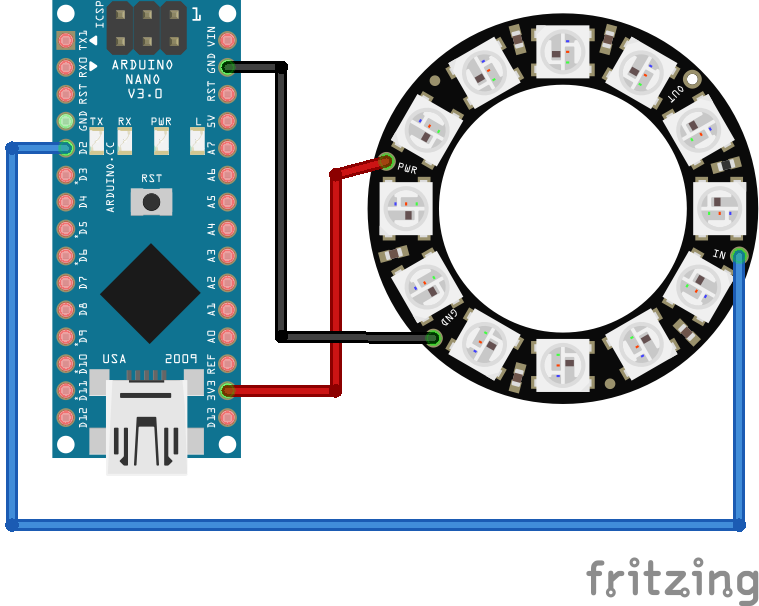 ICSP
1
ARDUINO
NANO
V3.0
TX1
RX0
RST
GND
D2
D3
D4
D5
D6
D7
D8
D9
D10
D11
D12
TX RX PWR L
ARDUINO.CC
RST
USA 2009
VIN
GND
RST
5V
A7
A6
A5
A4
A3
A2
A1
A0
REF
3V3
D13
OUT
PWR
IN
GND
fritzing